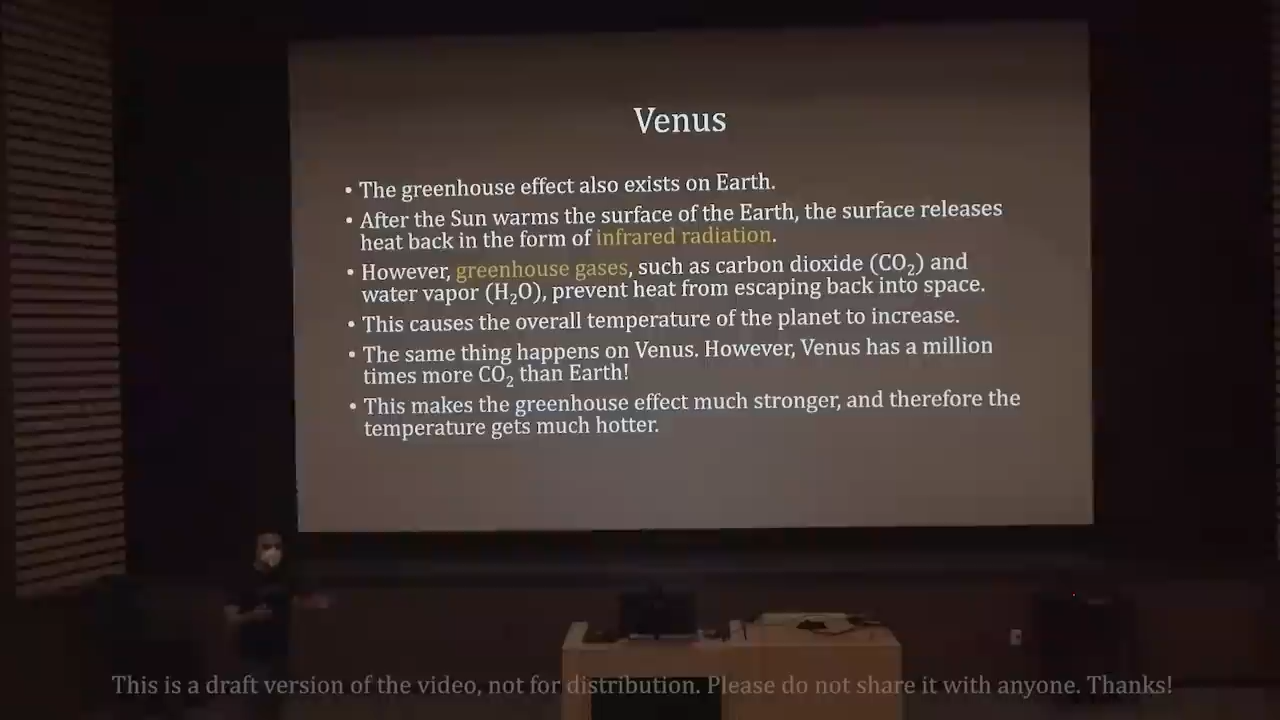 Venus
• The greenhouse effect also exists on Earth.
• After the Sun warms the surface of the Earth, the surface releases
heat back in the form of infrared radiation.
• However, greenhouse gases, such as carbon dioxide (CO₂) and
water vapor (H₂O), prevent heat from escaping back into space.
• This causes the overall temperature of the planet to increase.
• The same thing happens on Venus. However, Venus has a million
times more CO₂ than Earth!
• This makes the greenhouse effect much stronger, and therefore the
temperature gets much hotter.
This is a draft version of the video, not for distribution. Please do not share it with anyone. Thanks!